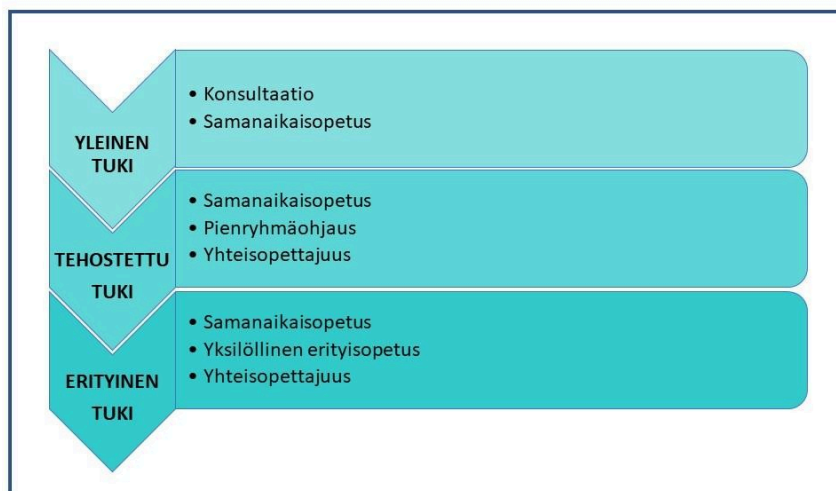 YLEINEN
TUKI
• Konsultaatio
• Samanaikaisopetus
TEHOSTETTU
TUKI
• Samanaikaisopetus
• Pienryhmäohjaus
• Yhteisopettajuus
ERITYINEN
TUKI
• Samanaikaisopetus
• Yksilöllinen erityisopetus
• Yhteisopettajuus